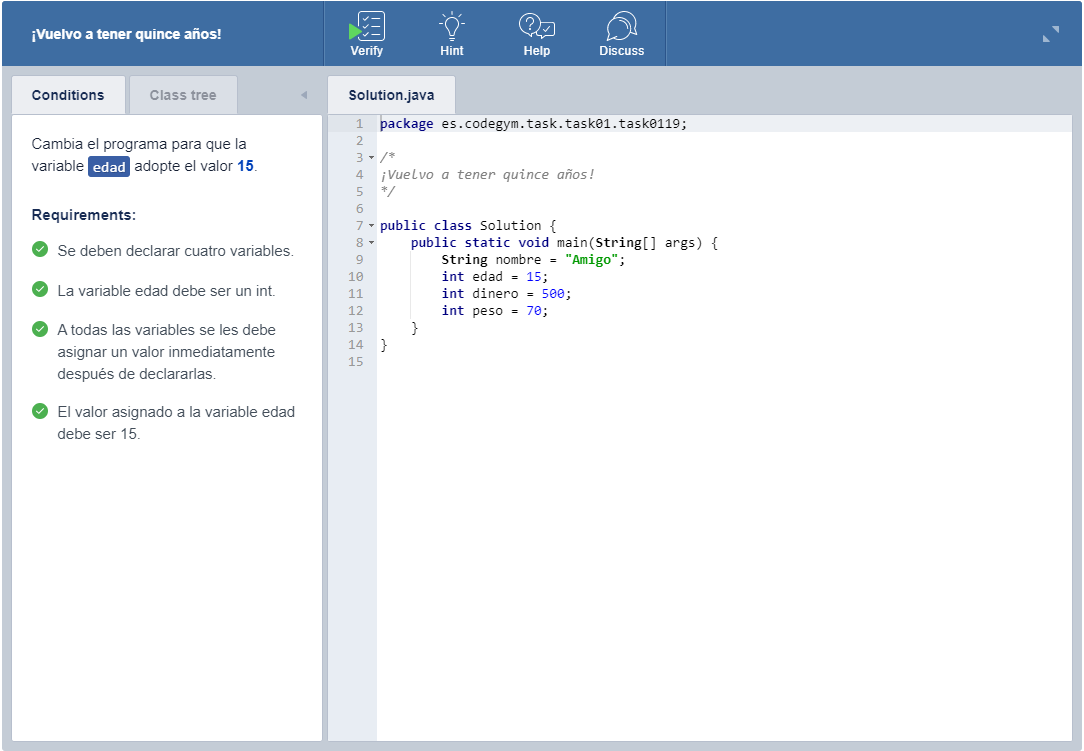 ¡Vuelvo a tener quince años!
Verify
Hint
Help
Discuss
Conditions
Class tree
Cambia el programa para que la
variable edad adopte el valor 15.
Requirements:
Se deben declarar cuatro variables.
La variable edad debe ser un int.
A todas las variables se les debe
asignar un valor inmediatamente
después de declararlas.
El valor asignado a la variable edad
debe ser 15.
Solution.java
1 package es.codegym.task.task01.task0119;
2
3 /*
4 ¡Vuelvo a tener quince años!
5 */
6
7 public class Solution {
8     public static void main(String[] args) {
9         String nombre = "Amigo";
10         int edad = 15;
11         int dinero = 500;
12         int peso = 70;
13     }
14 }
15